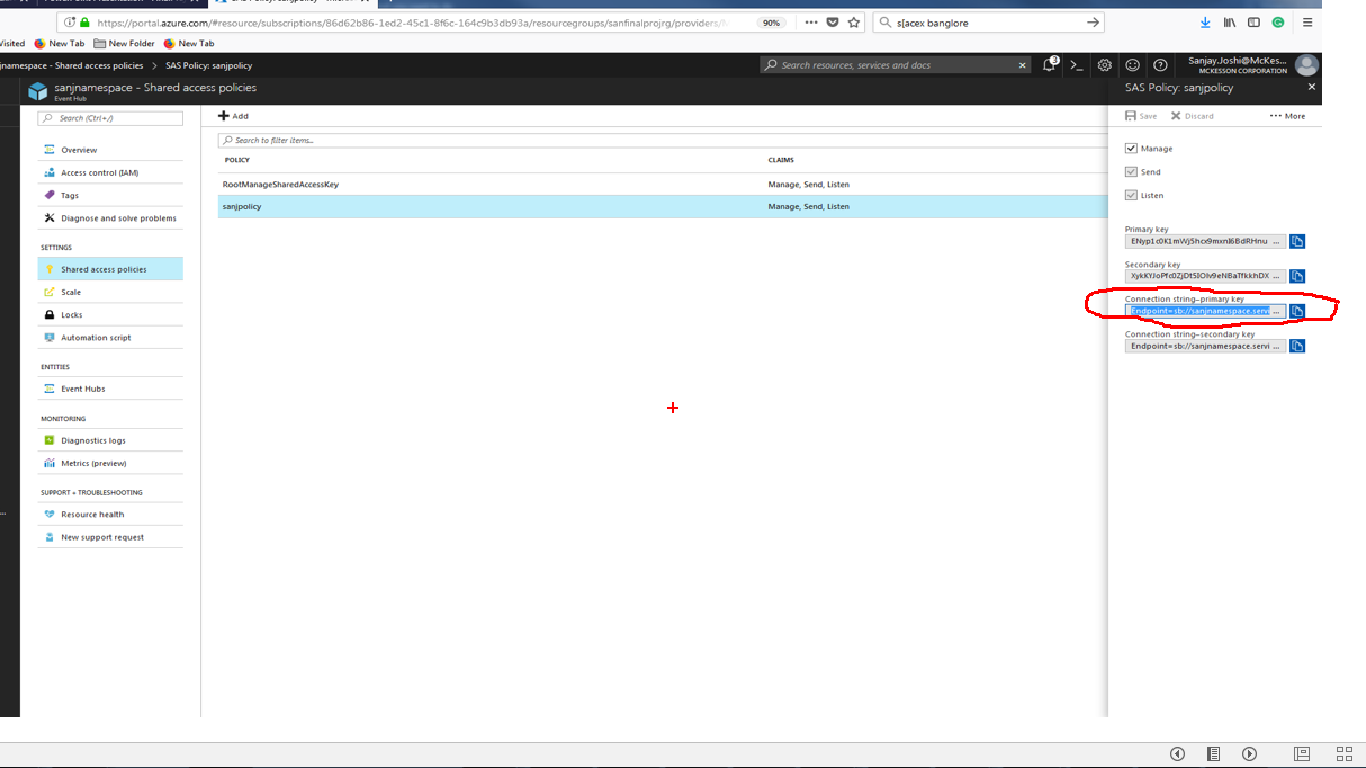 https://portal.azure.com/#resource/subscriptions/86d62b86-1ed2-45c1-8f6c-164c9b3db93a/resourcegroups/sanfinalprojrg/providers/
90%
s[acex banglore
Visited New Tab New Folder New Tab
jnamespace - Shared access policies > SAS Policy: sanjpolicy
Search resources, services and docs
3
Sanjay.Joshi@McKes...
MCKESSON CORPORATION
sanjnamespace - Shared access policies
Event Hub
SAS Policy: sanjpolicy
Search (Ctrl+/)
Add
Save Discard More
Search to filter items...
Overview
Access control (IAM)
Tags
Diagnose and solve problems
SETTINGS
Shared access policies
Scale
Locks
Automation script
ENTITIES
Event Hubs
MONITORING
Diagnostics logs
Metrics (preview)
SUPPORT + TROUBLESHOOTING
Resource health
New support request
POLICY CLAIMS
RootManageSharedAccessKey Manage, Send, Listen
sanjpolicy Manage, Send, Listen
Manage
Send
Listen
Primary key
Secondary key
Connection string–primary key
Endpoint=sb://sanjnamespace.servi ...
Connection string–secondary key
Endpoint=sb://sanjnamespace.servi ...